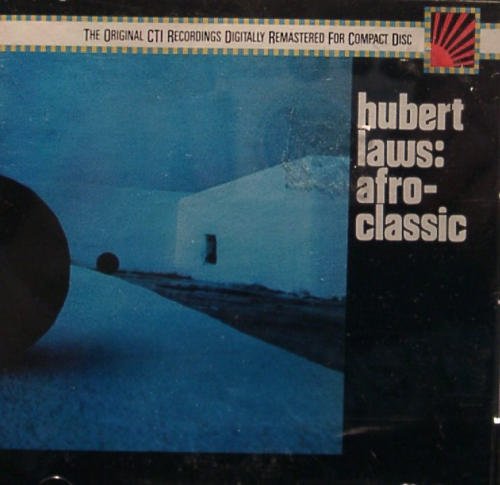 THE ORIGINAL CTI RECORDINGS DIGITALLY REMASTERED FOR COMPACT DISC
hubert
laws:
afro-
classic